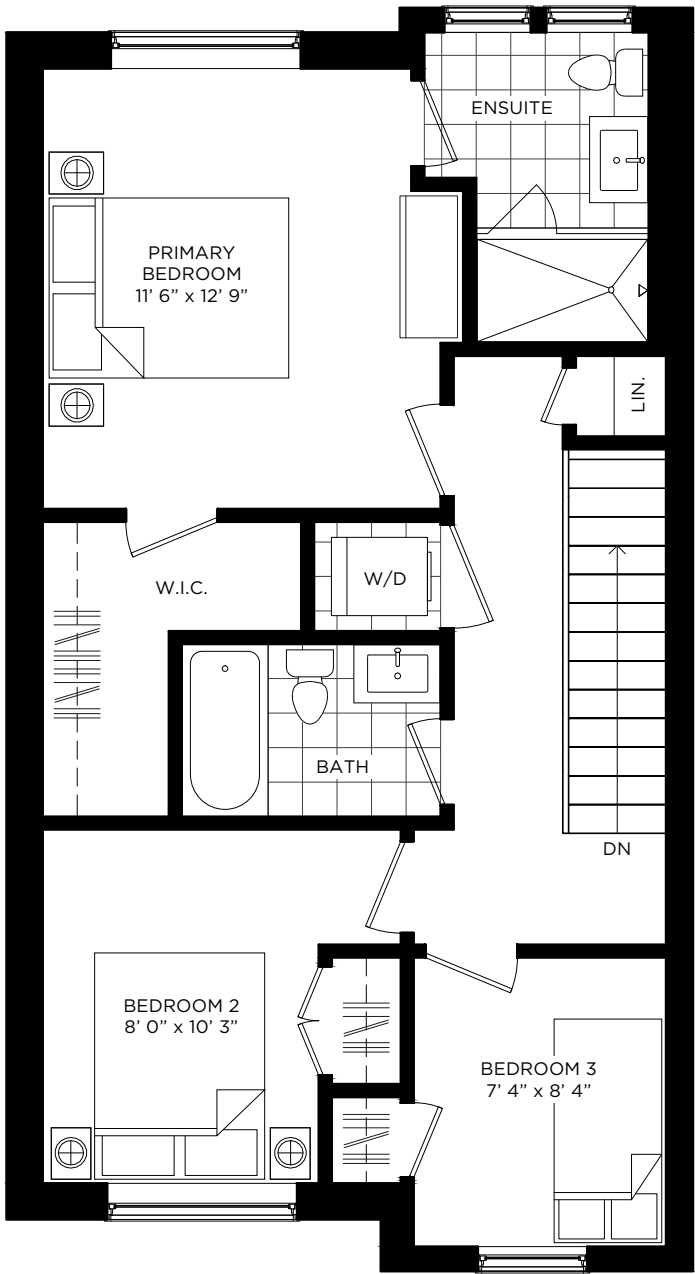 ENSUITE
PRIMARY
BEDROOM
11’ 6” x 12’ 9”
LIN.
W.I.C.
W/D
BATH
DN
BEDROOM 2
8’ 0” x 10’ 3”
BEDROOM 3
7’ 4” x 8’ 4”